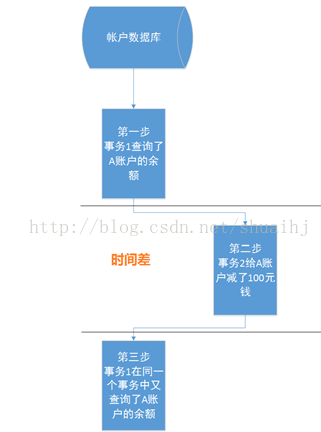 帐户数据库
第一步
事务1查询了
A账户的余
额
http://blog.csdn.net/shuaihj
时间差
第二步
事务2给A账
户减了100元
钱
第三步
事务1在同一
个事务中又
查询了A账
户的余额